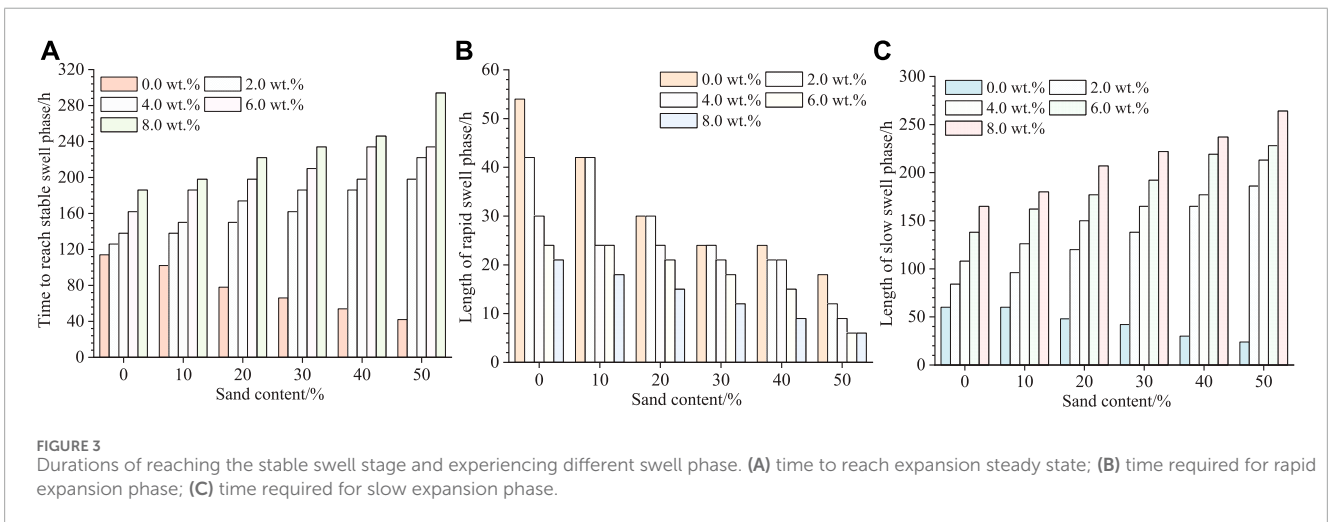 A
Time to reach stable swell phase/h
320
280
240
200
160
120
80
40
0
0.0 wt.% 2.0 wt.%
4.0 wt.% 6.0 wt.%
8.0 wt.%
0 10 20 30 40 50
Sand content/%
B
Length of rapid swell phase/h
60
50
40
30
20
10
0
0.0 wt.% 2.0 wt.%
4.0 wt.% 6.0 wt.%
8.0 wt.%
0 10 20 30 40 50
Sand content/%
C
Length of slow swell phase/h
300
250
200
150
100
50
0
0.0 wt.% 2.0 wt.%
4.0 wt.% 6.0 wt.%
8.0 wt.%
0 10 20 30 40 50
Sand content/%
FIGURE 3
Durations of reaching the stable swell stage and experiencing different swell phase. (A) time to reach expansion steady state; (B) time required for rapid
expansion phase; (C) time required for slow expansion phase.